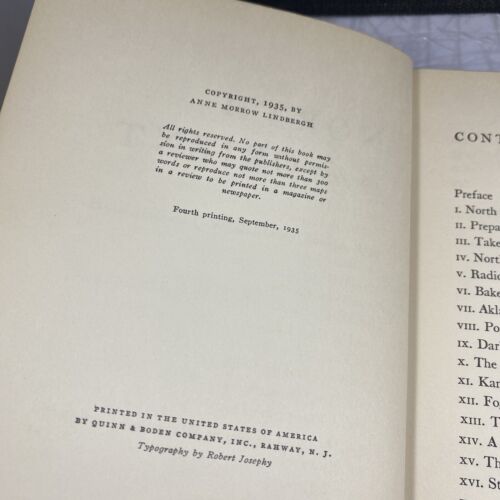 COPYRIGHT, 1935, BY
ANNE MORROW LINDBERGH
All rights reserved. No part of this book may
be reproduced in any form without permis-
sion in writing from the publishers, except by
a reviewer who may quote not more than 500
words or reproduce not more than three maps
in a review to be printed in a magazine or
newspaper.
Fourth printing, September, 1935
PRINTED IN THE UNITED STATES OF AMERICA
BY QUINN & BODEN COMPANY, INC., RAHWAY, N. J.
Typography by Robert Josephy
CONT
Preface
I. North
II. Prepa
III. Take
IV. Nort
V. Radio
VI. Bake
VII. Akla
VIII. Po
IX. Dar
X. The
XI. Kam
XII. Fo
XIII. T
XIV. A
XV. Th
XVI. St